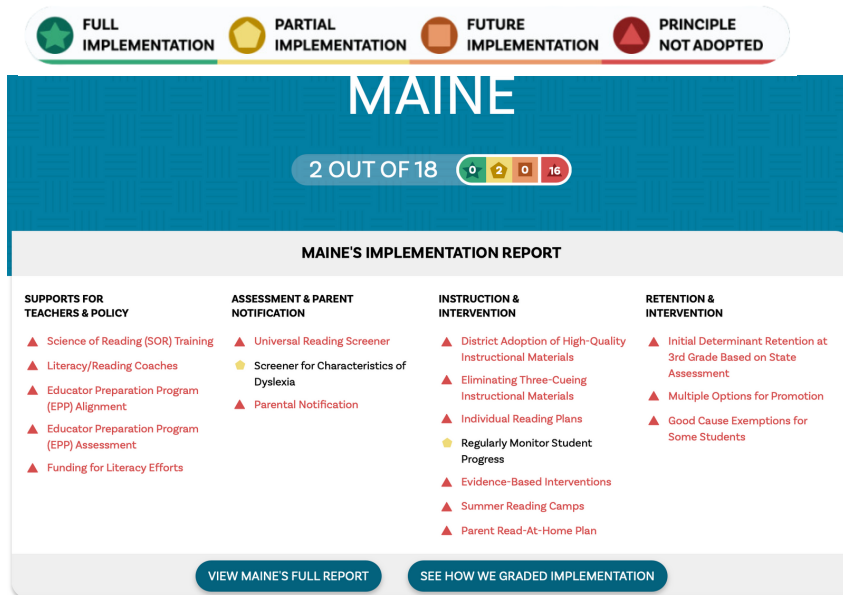 FULL
IMPLEMENTATION
PARTIAL
IMPLEMENTATION
FUTURE
IMPLEMENTATION
PRINCIPLE
NOT ADOPTED
MAINE
2 OUT OF 18
0 2 0 16
MAINE'S IMPLEMENTATION REPORT
SUPPORTS FOR
TEACHERS & POLICY
Science of Reading (SOR) Training
Literacy/Reading Coaches
Educator Preparation Program
(EPP) Alignment
Educator Preparation Program
(EPP) Assessment
Funding for Literacy Efforts
ASSESSMENT & PARENT
NOTIFICATION
Universal Reading Screener
Screener for Characteristics of
Dyslexia
Parental Notification
INSTRUCTION &
INTERVENTION
District Adoption of High-Quality
Instructional Materials
Eliminating Three-Cueing
Instructional Materials
Individual Reading Plans
Regularly Monitor Student
Progress
Evidence-Based Interventions
Summer Reading Camps
Parent Read-At-Home Plan
RETENTION &
INTERVENTION
Initial Determinant Retention at
3rd Grade Based on State
Assessment
Multiple Options for Promotion
Good Cause Exemptions for
Some Students
VIEW MAINE'S FULL REPORT
SEE HOW WE GRADED IMPLEMENTATION